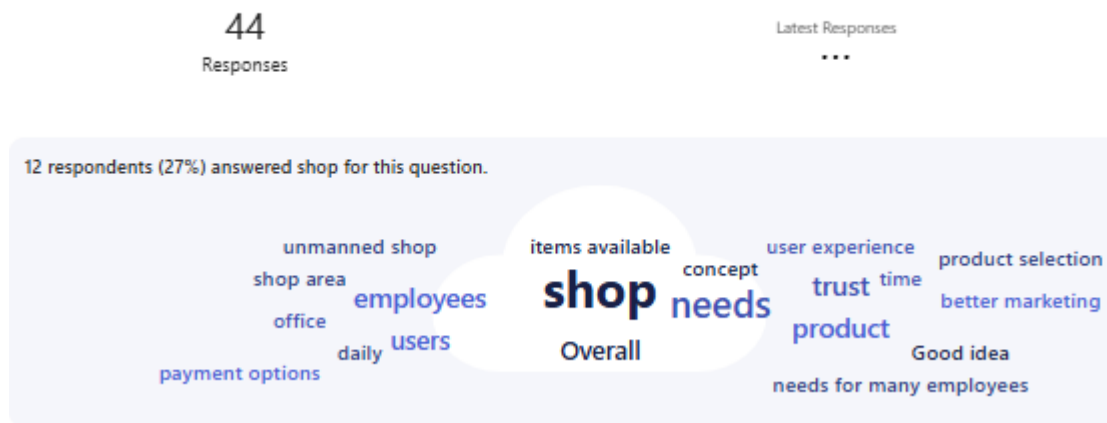 44
Responses
Latest Responses
...
12 respondents (27%) answered shop for this question.
unmanned shop
items available
user experience
product selection
shop area
concept
employees
shop
needs
trust
time
better marketing
office
users
product
daily
Overall
Good idea
payment options
needs for many employees